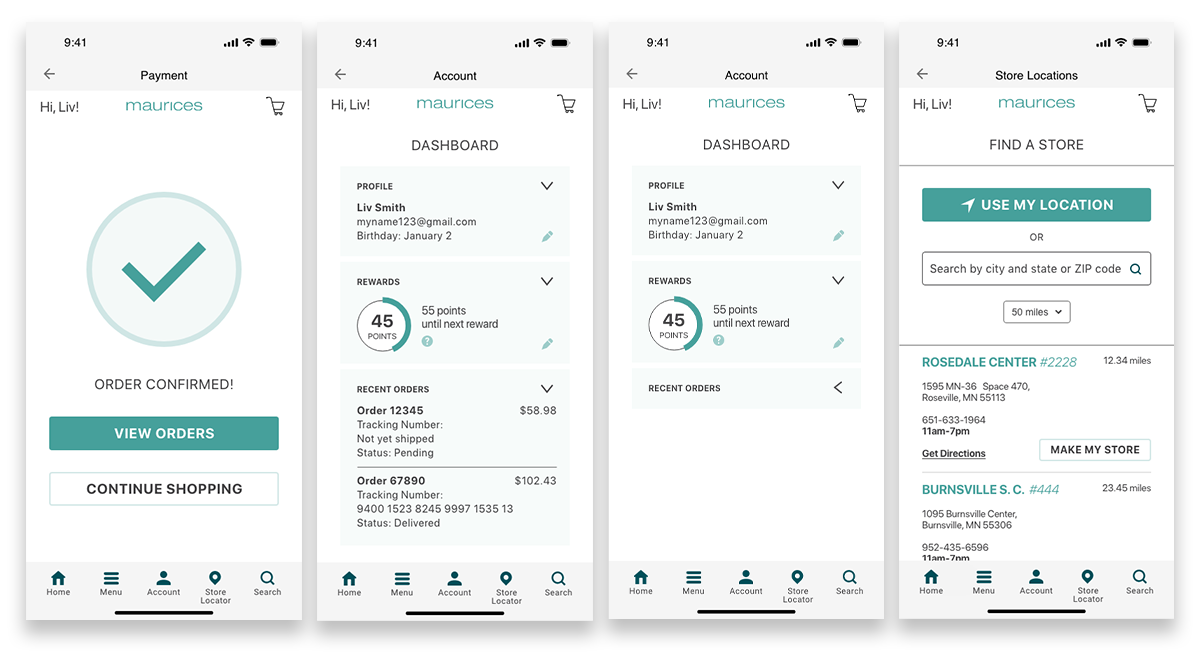 9:41
Payment
Hi, Liv!
maurices
ORDER CONFIRMED!
VIEW ORDERS
CONTINUE SHOPPING
Home
Menu
Account
Store
Locator
Search
9:41
Account
Hi, Liv!
maurices
DASHBOARD
PROFILE
Liv Smith
myname123@gmail.com
Birthday: January 2
REWARDS
45
POINTS
55 points
until next reward
?
RECENT ORDERS
Order 12345 $58.98
Tracking Number:
Not yet shipped
Status: Pending
Order 67890 $102.43
Tracking Number:
9400 1523 8245 9997 1535 13
Status: Delivered
Home
Menu
Account
Store
Locator
Search
9:41
Account
Hi, Liv!
maurices
DASHBOARD
PROFILE
Liv Smith
myname123@gmail.com
Birthday: January 2
REWARDS
45
POINTS
55 points
until next reward
?
RECENT ORDERS
Home
Menu
Account
Store
Locator
Search
9:41
Store Locations
Hi, Liv!
maurices
FIND A STORE
USE MY LOCATION
OR
Search by city and state or ZIP code
50 miles
ROSEDALE CENTER #2228 12.34 miles
1595 MN-36 Space 470,
Roseville, MN 55113
651-633-1964
11am-7pm
Get Directions
MAKE MY STORE
BURNSVILLE S. C. #444 23.45 miles
1095 Burnsville Center,
Burnsville, MN 55306
952-435-6596
11am-7pm
Home
Menu
Account
Store
Locator
Search